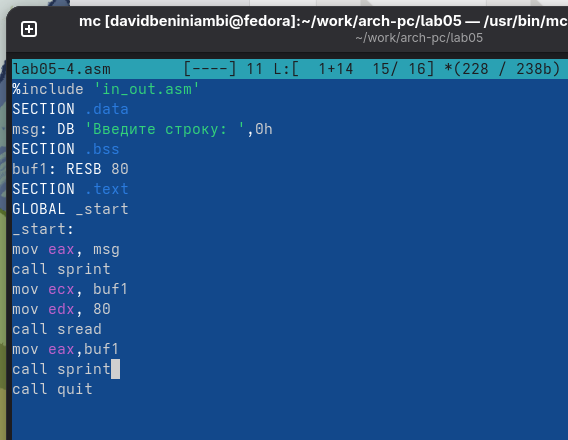 mc [davidbeniniambi@fedora]:~/work/arch-pc/lab05 — /usr/bin/mc
~/work/arch-pc/lab05
lab05-4.asm [----] 11 L:[ 1+14 15/ 16] *(228 / 238b)
%include 'in_out.asm'
SECTION .data
msg: DB 'Введите строку: ',0h
SECTION .bss
buf1: RESB 80
SECTION .text
GLOBAL _start
_start:
mov eax, msg
call sprint
mov ecx, buf1
mov edx, 80
call sread
mov eax,buf1
call sprint
call quit